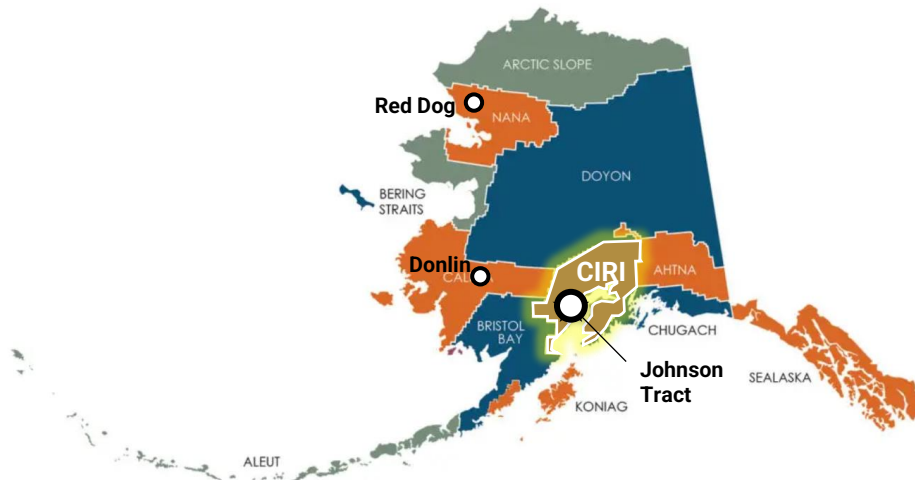 ARCTIC SLOPE
Red Dog
NANA
DOYON
BERING
STRAITS
Donlin
CIRI
AHTNA
BRISTOL
BAY
CHUGACH
Johnson
Tract
SEALASKA
KONIAG
ALEUT